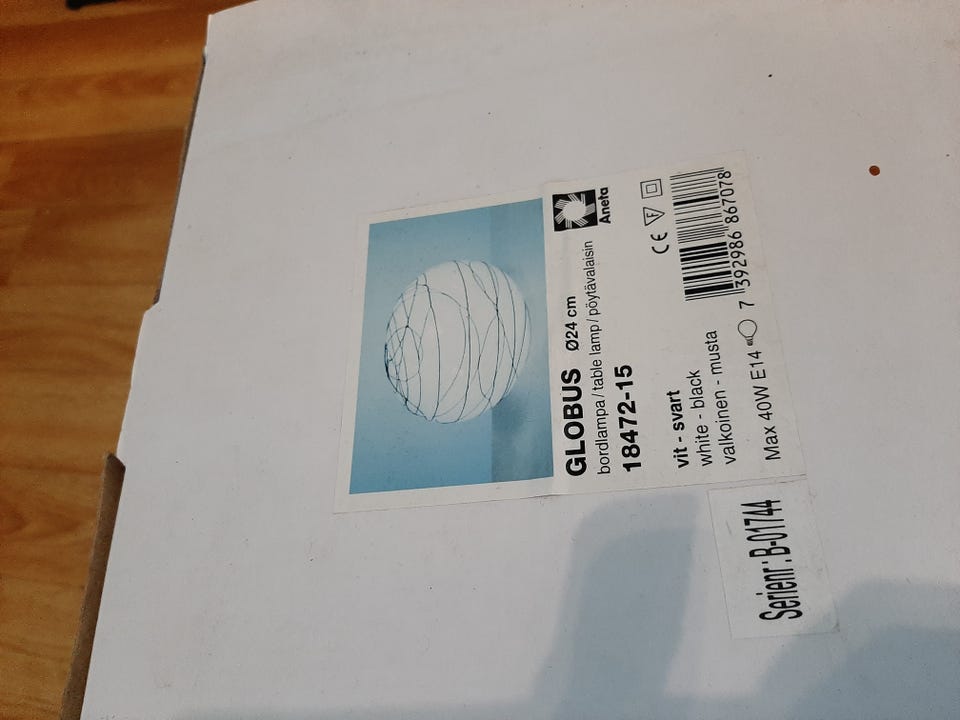 Aneta
GLOBUS Ø24 cm
bordlampa / table lamp / pöytävalaisin
18472-15
CE F
vit - svart
white - black
valkoinen - musta
Max 40W E14
7 392986 867078
Serienr: B-01744